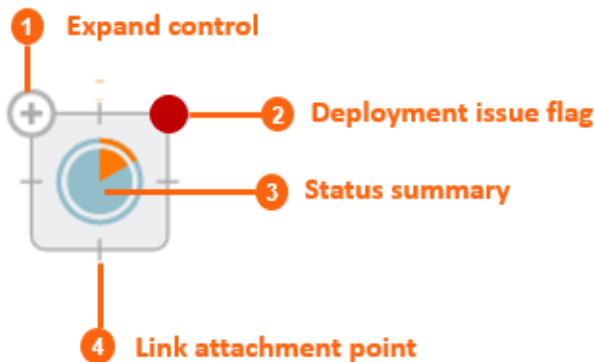 1 Expand control
2 Deployment issue flag
3 Status summary
4 Link attachment point